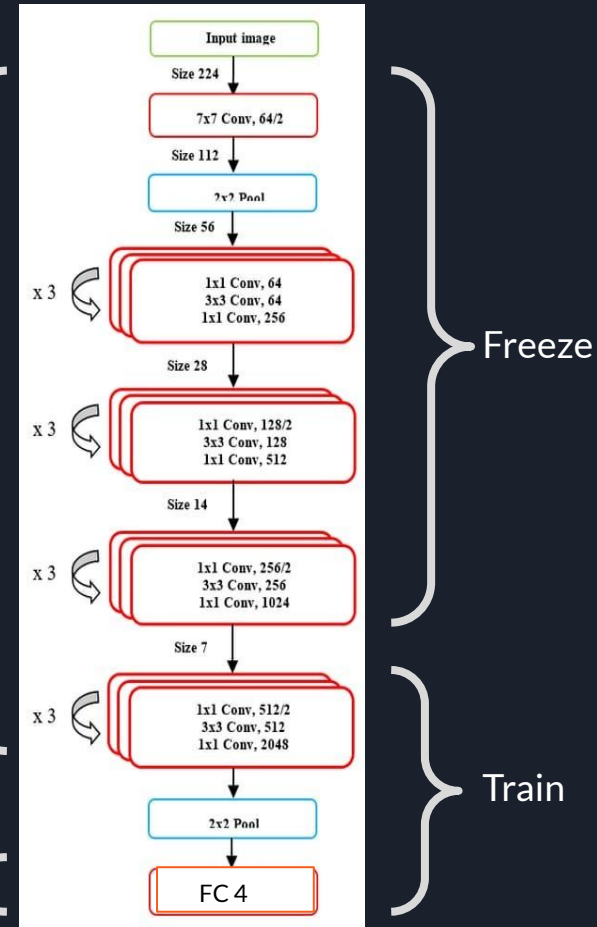 Input image
Size 224
7x7 Conv, 64/2
Size 112
2x2 Pool
Size 56
x 3
1x1 Conv, 64
3x3 Conv, 64
1x1 Conv, 256
Size 28
x 3
1x1 Conv, 128/2
3x3 Conv, 128
1x1 Conv, 512
Size 14
x 3
1x1 Conv, 256/2
3x3 Conv, 256
1x1 Conv, 1024
Size 7
x 3
1x1 Conv, 512/2
3x3 Conv, 512
1x1 Conv, 2048
2x2 Pool
FC 4
Freeze
Train